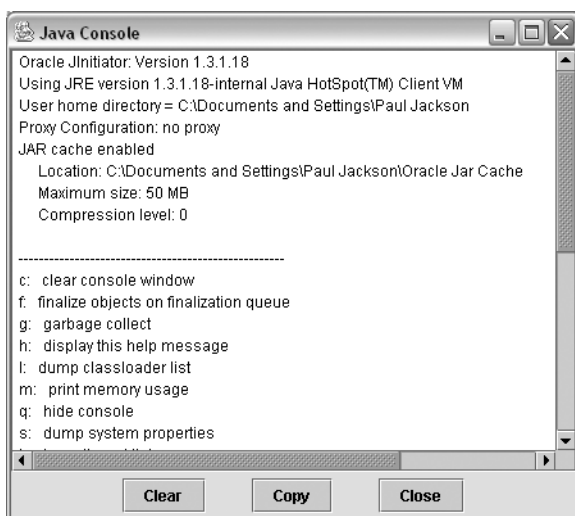 Java Console
Oracle JInitiator: Version 1.3.1.18
Using JRE version 1.3.1.18-internal Java HotSpot(TM) Client VM
User home directory = C:\Documents and Settings\Paul Jackson
Proxy Configuration: no proxy
JAR cache enabled
Location: C:\Documents and Settings\Paul Jackson\Oracle Jar Cache
Maximum size: 50 MB
Compression level: 0
----------------------------------------------------
c: clear console window
f: finalize objects on finalization queue
g: garbage collect
h: display this help message
l: dump classloader list
m: print memory usage
q: hide console
s: dump system properties
Clear Copy Close